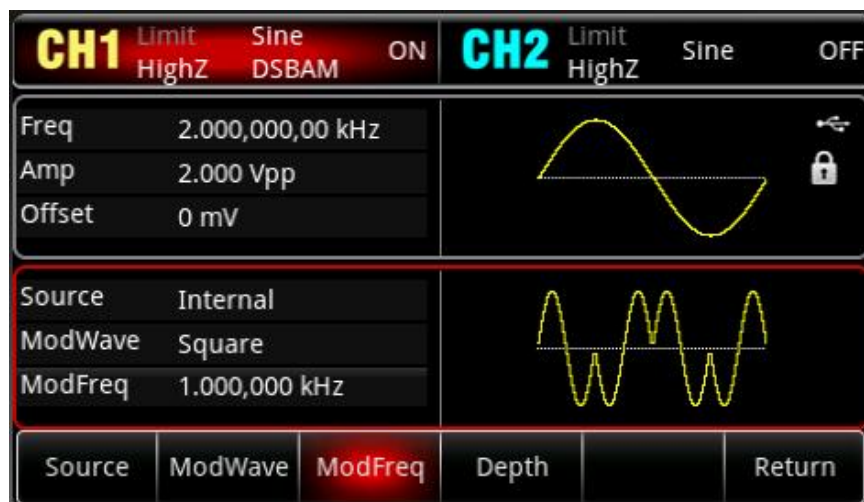 CH1 Limit Sine ON CH2 Limit Sine OFF
HighZ DSBAM HighZ
Freq 2.000,000,00 kHz
Amp 2.000 Vpp
Offset 0 mV
Source Internal
ModWave Square
ModFreq 1.000,000 kHz
Source ModWave ModFreq Depth Return